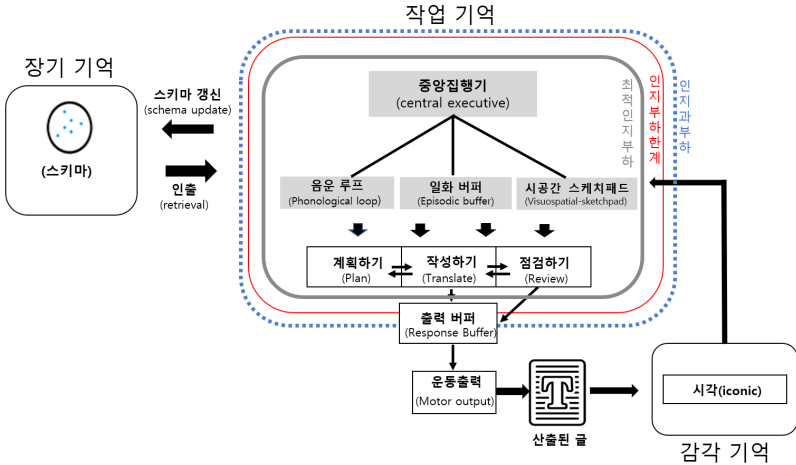 작업 기억
장기 기억
스키마 갱신
(schema update)
(스키마)
인출
(retrieval)
중앙집행기
(central executive)
최적인지부하
인지부하한계
인지과부하
음운 루프
(Phonological loop)
일화 버퍼
(Episodic buffer)
시공간 스케치패드
(Visuospatial-sketchpad)
계획하기
(Plan)
작성하기
(Translate)
점검하기
(Review)
출력 버퍼
(Response Buffer)
운동출력
(Motor output)
T
산출된 글
시각(iconic)
감각 기억